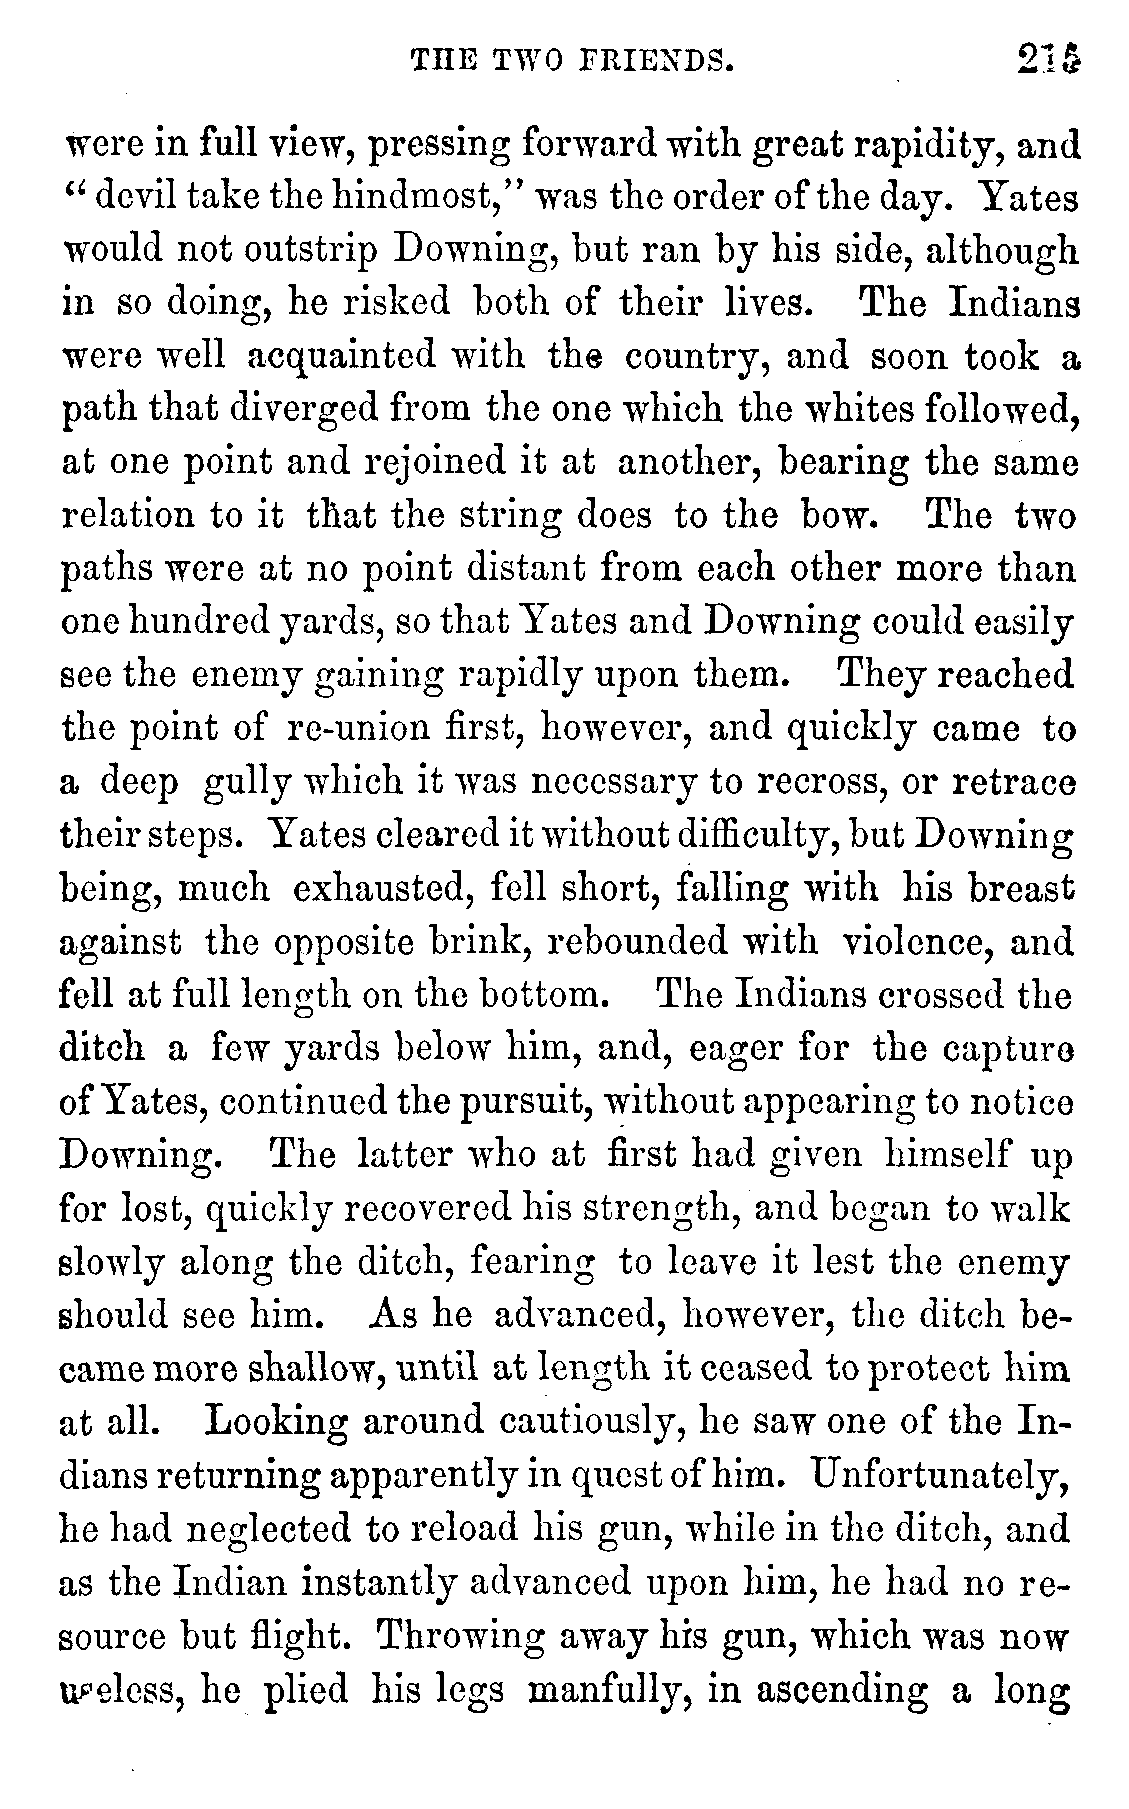 THE TWO FRIENDS. 215
were in full view, pressing forward with great rapidity, and
“ devil take the hindmost,” was the order of the day. Yates
would not outstrip Downing, but ran by his side, although
in so doing, he risked both of their lives. The Indians
were well acquainted with the country, and soon took a
path that diverged from the one which the whites followed,
at one point and rejoined it at another, bearing the same
relation to it that the string does to the bow. The two
paths were at no point distant from each other more than
one hundred yards, so that Yates and Downing could easily
see the enemy gaining rapidly upon them. They reached
the point of re-union first, however, and quickly came to
a deep gully which it was necessary to recross, or retrace
their steps. Yates cleared it without difficulty, but Downing
being, much exhausted, fell short, falling with his breast
against the opposite brink, rebounded with violence, and
fell at full length on the bottom. The Indians crossed the
ditch a few yards below him, and, eager for the capture
of Yates, continued the pursuit, without appearing to notice
Downing. The latter who at first had given himself up
for lost, quickly recovered his strength, and began to walk
slowly along the ditch, fearing to leave it lest the enemy
should see him. As he advanced, however, the ditch be-
came more shallow, until at length it ceased to protect him
at all. Looking around cautiously, he saw one of the In-
dians returning apparently in quest of him. Unfortunately,
he had neglected to reload his gun, while in the ditch, and
as the Indian instantly advanced upon him, he had no re-
source but flight. Throwing away his gun, which was now
useless, he plied his legs manfully, in ascending a long